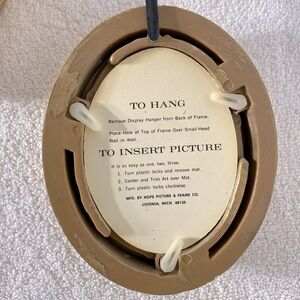 TO HANG
Remove Display Hanger from Back of Frame.
Place Hole at Top of Frame Over Small-Head
Nail in Wall.
TO INSERT PICTURE
It is as easy as one, two, three.
1. Turn plastic locks and remove mat.
2. Center and Trim Art over Mat.
3. Turn plastic locks clockwise.
MFG. BY HOPE PICTURE & FRAME CO.
LIVONIA, MICH. 48150